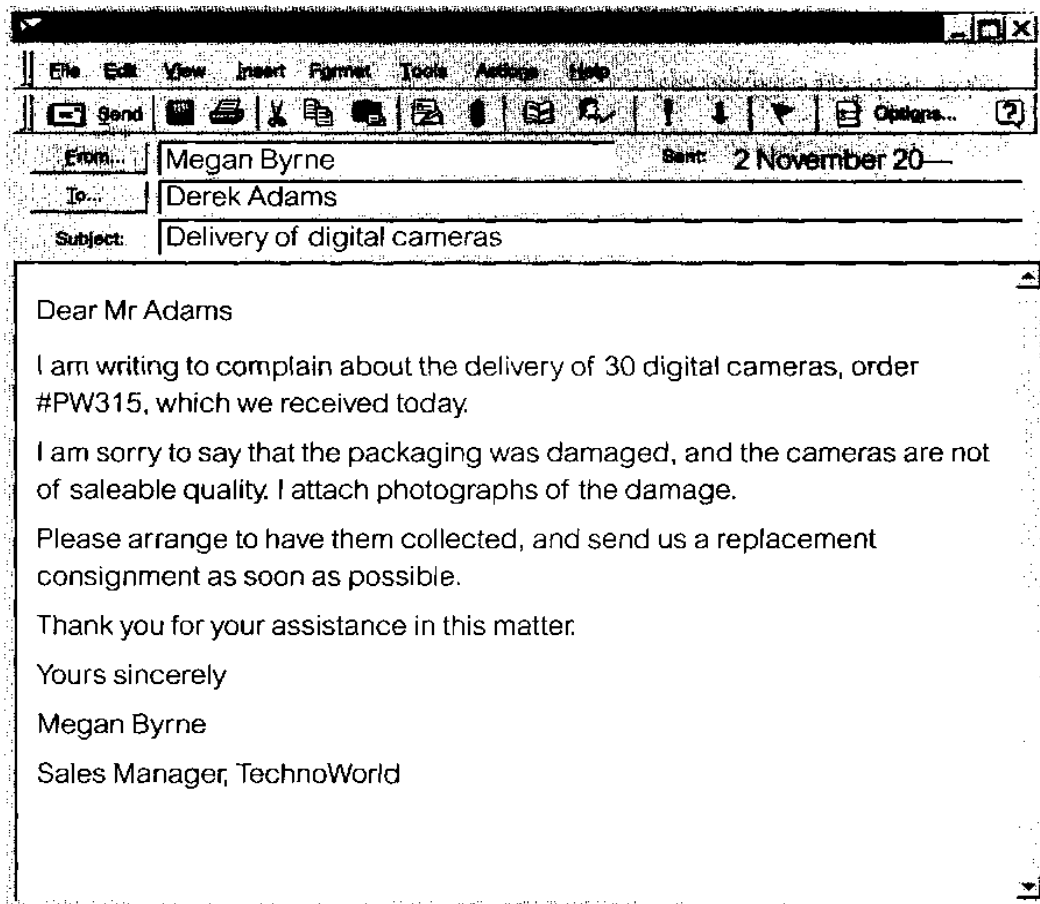 File Edit View Insert Format Tools Actions Help
Send Options...
From... Megan Byrne Sent: 2 November 20—
To... Derek Adams
Subject: Delivery of digital cameras
Dear Mr Adams
I am writing to complain about the delivery of 30 digital cameras, order
#PW315, which we received today.
I am sorry to say that the packaging was damaged, and the cameras are not
of saleable quality. I attach photographs of the damage.
Please arrange to have them collected, and send us a replacement
consignment as soon as possible.
Thank you for your assistance in this matter.
Yours sincerely
Megan Byrne
Sales Manager, TechnoWorld